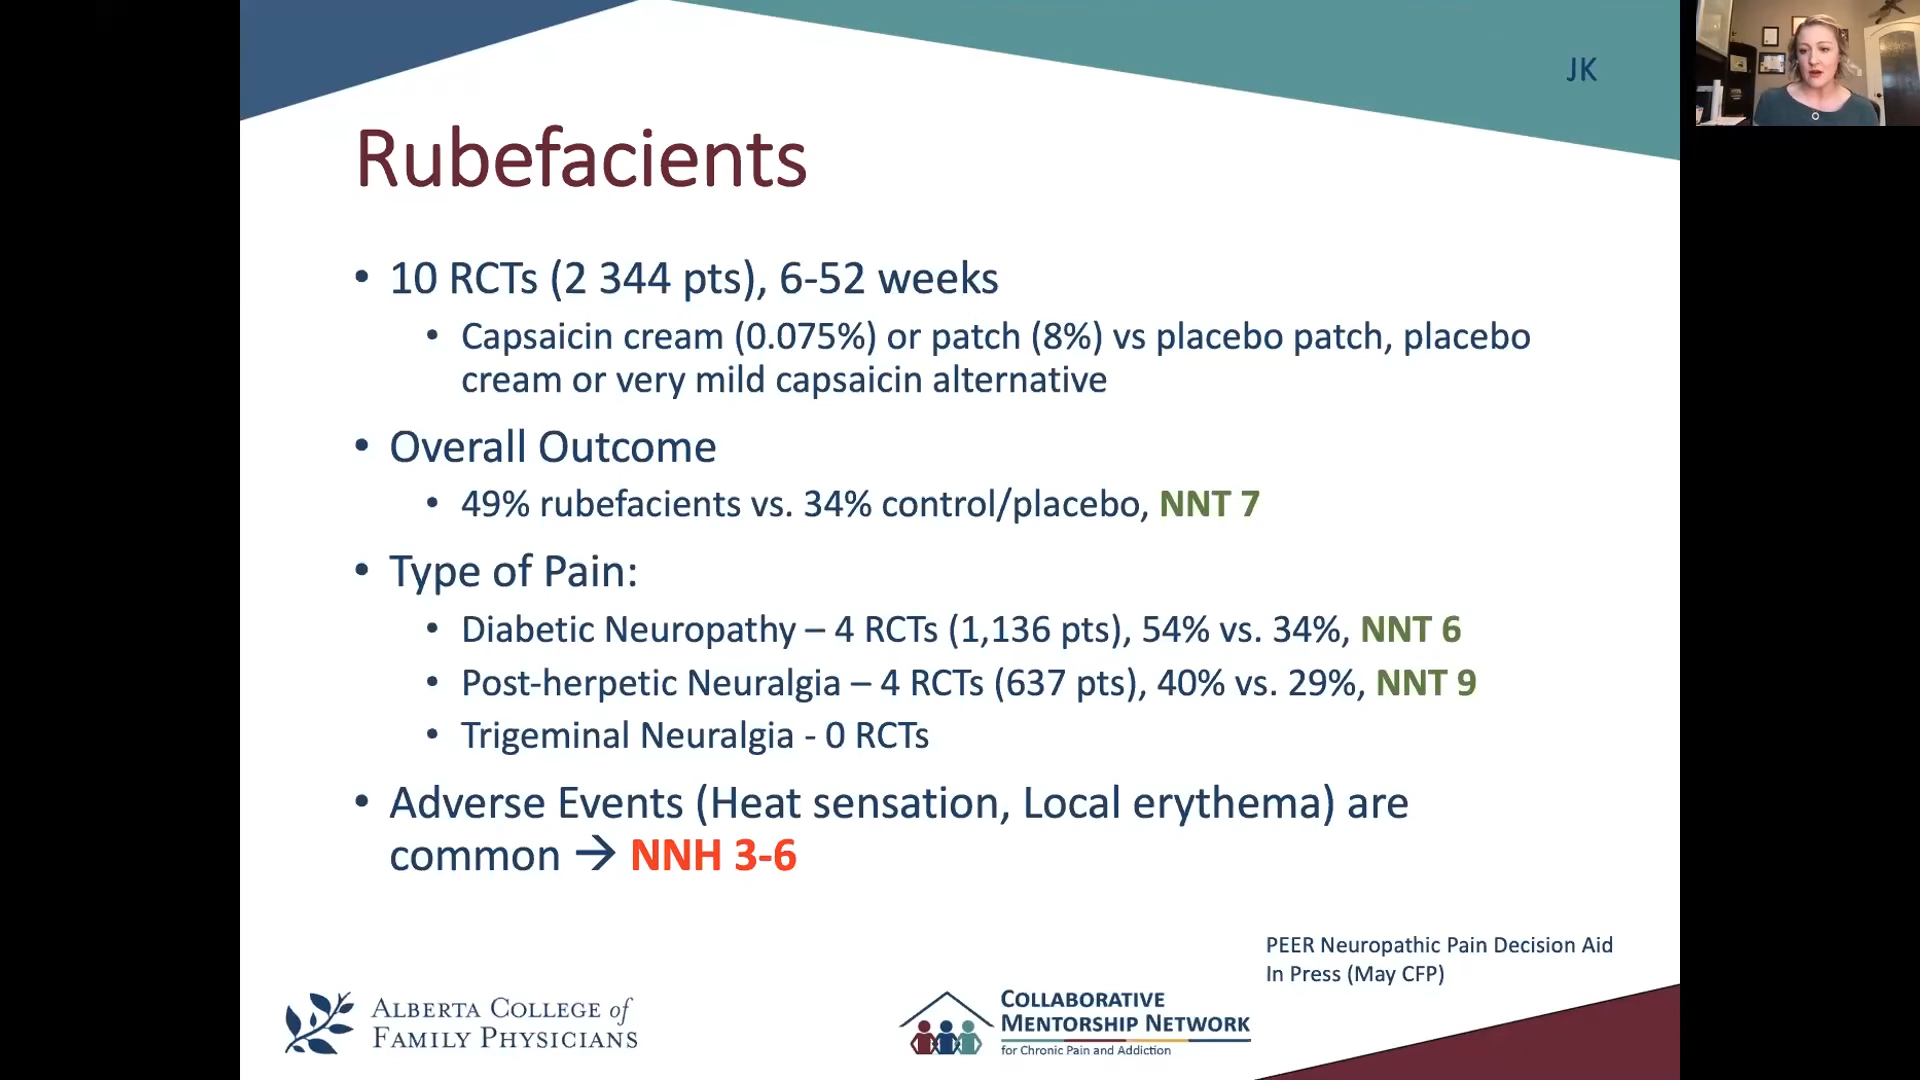 JK
Rubefacients
• 10 RCTs (2 344 pts), 6-52 weeks
• Capsaicin cream (0.075%) or patch (8%) vs placebo patch, placebo
cream or very mild capsaicin alternative
• Overall Outcome
• 49% rubefacients vs. 34% control/placebo, NNT 7
• Type of Pain:
• Diabetic Neuropathy – 4 RCTs (1,136 pts), 54% vs. 34%, NNT 6
• Post-herpetic Neuralgia – 4 RCTs (637 pts), 40% vs. 29%, NNT 9
• Trigeminal Neuralgia - 0 RCTs
• Adverse Events (Heat sensation, Local erythema) are
common → NNH 3-6
PEER Neuropathic Pain Decision Aid
In Press (May CFP)
ALBERTA COLLEGE of
FAMILY PHYSICIANS
COLLABORATIVE
MENTORSHIP NETWORK
for Chronic Pain and Addiction